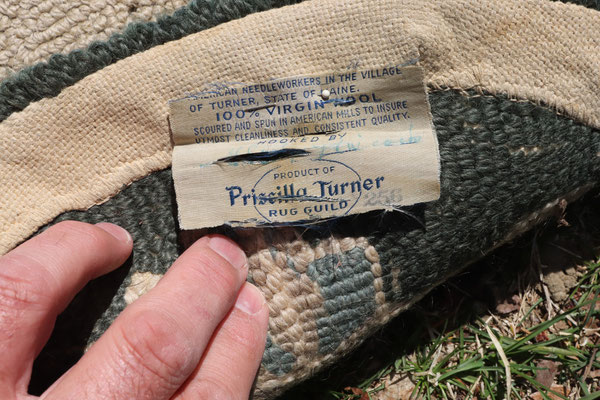 NEEDLEWORKERS IN THE VILLAGE
OF TURNER, STATE OF MAINE.
100% VIRGIN WOOL
SCOURED AND SPUN IN AMERICAN MILLS TO INSURE
UTMOST CLEANLINESS AND CONSISTENT QUALITY.
HOOKED BY
PRODUCT OF
Priscilla Turner
RUG GUILD